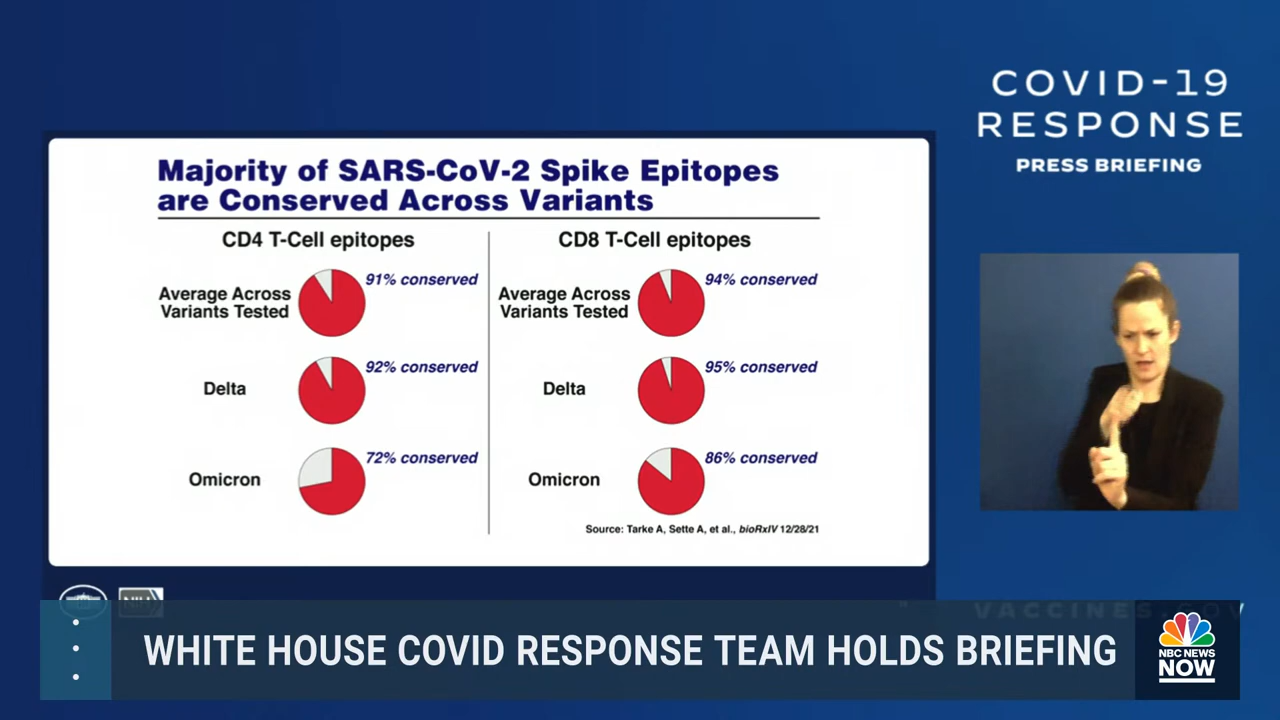 COVID-19
RESPONSE
PRESS BRIEFING
Majority of SARS-CoV-2 Spike Epitopes
are Conserved Across Variants
CD4 T-Cell epitopes
Average Across
Variants Tested
91% conserved
Delta
92% conserved
Omicron
72% conserved
CD8 T-Cell epitopes
Average Across
Variants Tested
94% conserved
Delta
95% conserved
Omicron
86% conserved
Source: Tarke A, Sette A, et al., bioRxIV 12/28/21
NIH
VACCINES.GOV
WHITE HOUSE COVID RESPONSE TEAM HOLDS BRIEFING
NBC NEWS
NOW